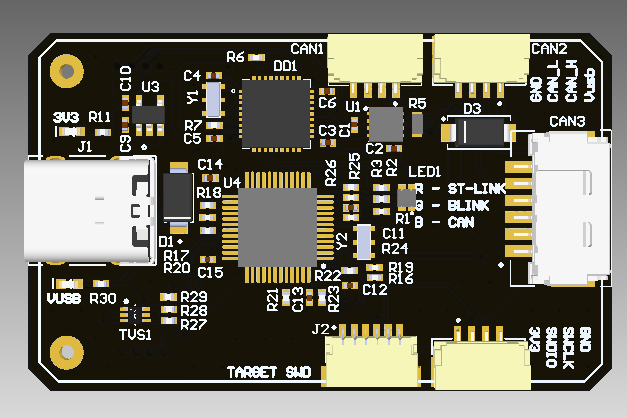 CAN1
CAN2
R6
DD1
C10
U3
C4
Y1
C6
U1
R5
GND
CAN_L
CAN_H
Vusb
3V3
R11
R7
C5
C3
C1
D3
CAN3
C9
J1
C2
R2
C14
R18
U4
R26
R25
R3
LED1
R - ST-LINK
G - BLINK
B - CAN
R1
D1
R17
R20
Y2
C11
R24
C15
R22
R19
R16
C12
VUSB
R30
R29
R28
R27
R21
C13
R23
TVS1
J2
3V3
SWDIO
SWCLK
GND
TARGET SWD